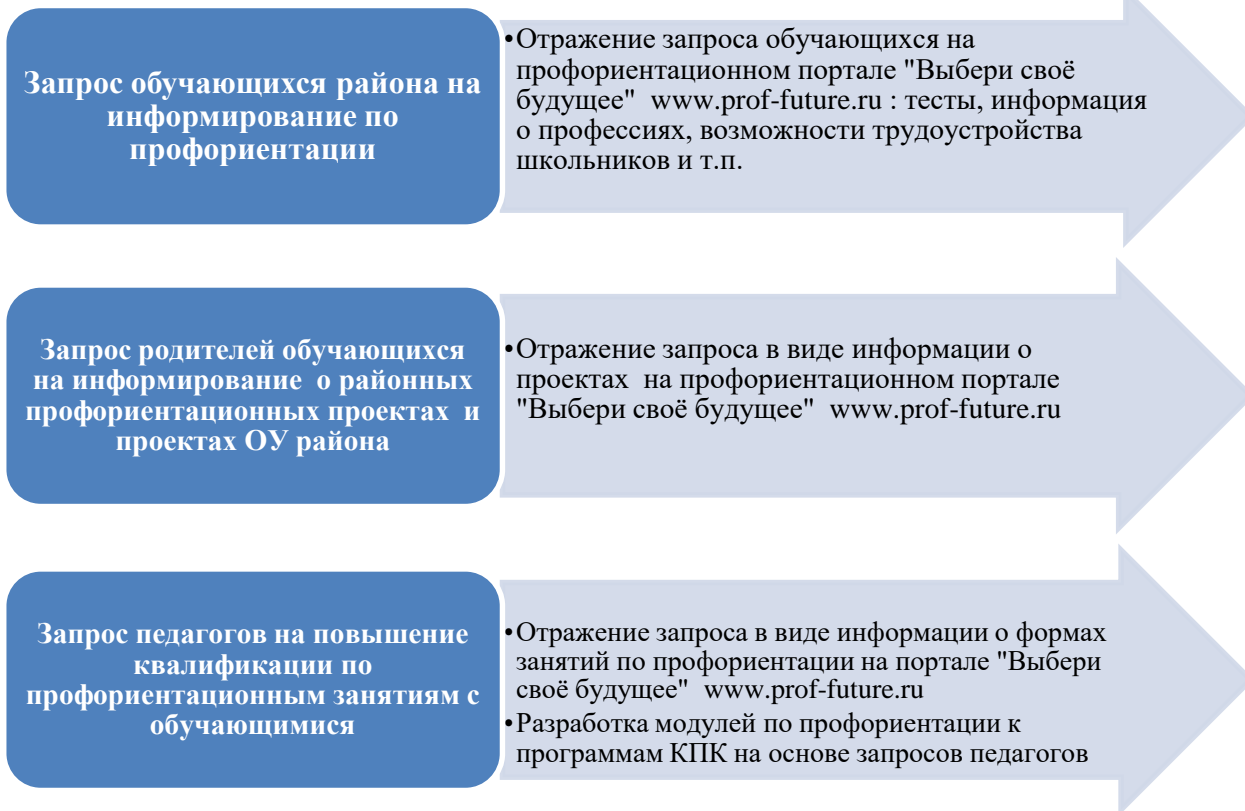 Запрос обучающихся района на
информирование по
профориентации
•Отражение запроса обучающихся на
профориентационном портале "Выбери своё
будущее"  www.prof-future.ru : тесты, информация
о профессиях, возможности трудоустройства
школьников и т.п.
Запрос родителей обучающихся
на информирование  о районных
профориентационных проектах  и
проектах ОУ района
•Отражение запроса в виде информации о
проектах  на профориентационном портале
"Выбери своё будущее"  www.prof-future.ru
Запрос педагогов на повышение
квалификации по
профориентационным занятиям с
обучающимися
•Отражение запроса в виде информации о формах
занятий по профориентации на портале "Выбери
своё будущее"  www.prof-future.ru
•Разработка модулей по профориентации к
программам КПК на основе запросов педагогов